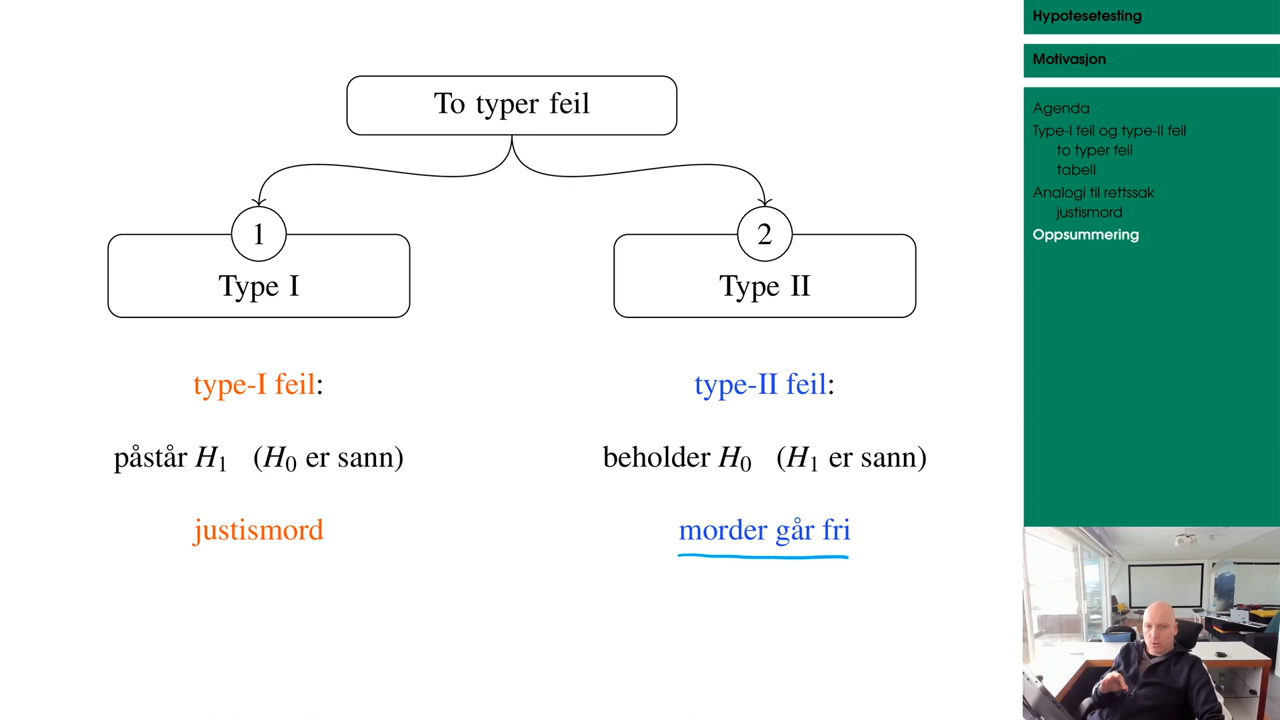 To typer feil
1
Type I
2
Type II
type-I feil:
påstår H₁ (H₀ er sann)
justismord
type-II feil:
beholder H₀ (H₁ er sann)
morder går fri
Hypotesetesting
Motivasjon
Agenda
Type-I feil og type-II feil
to typer feil
tabell
Analogi til rettssak
justismord
Oppsummering